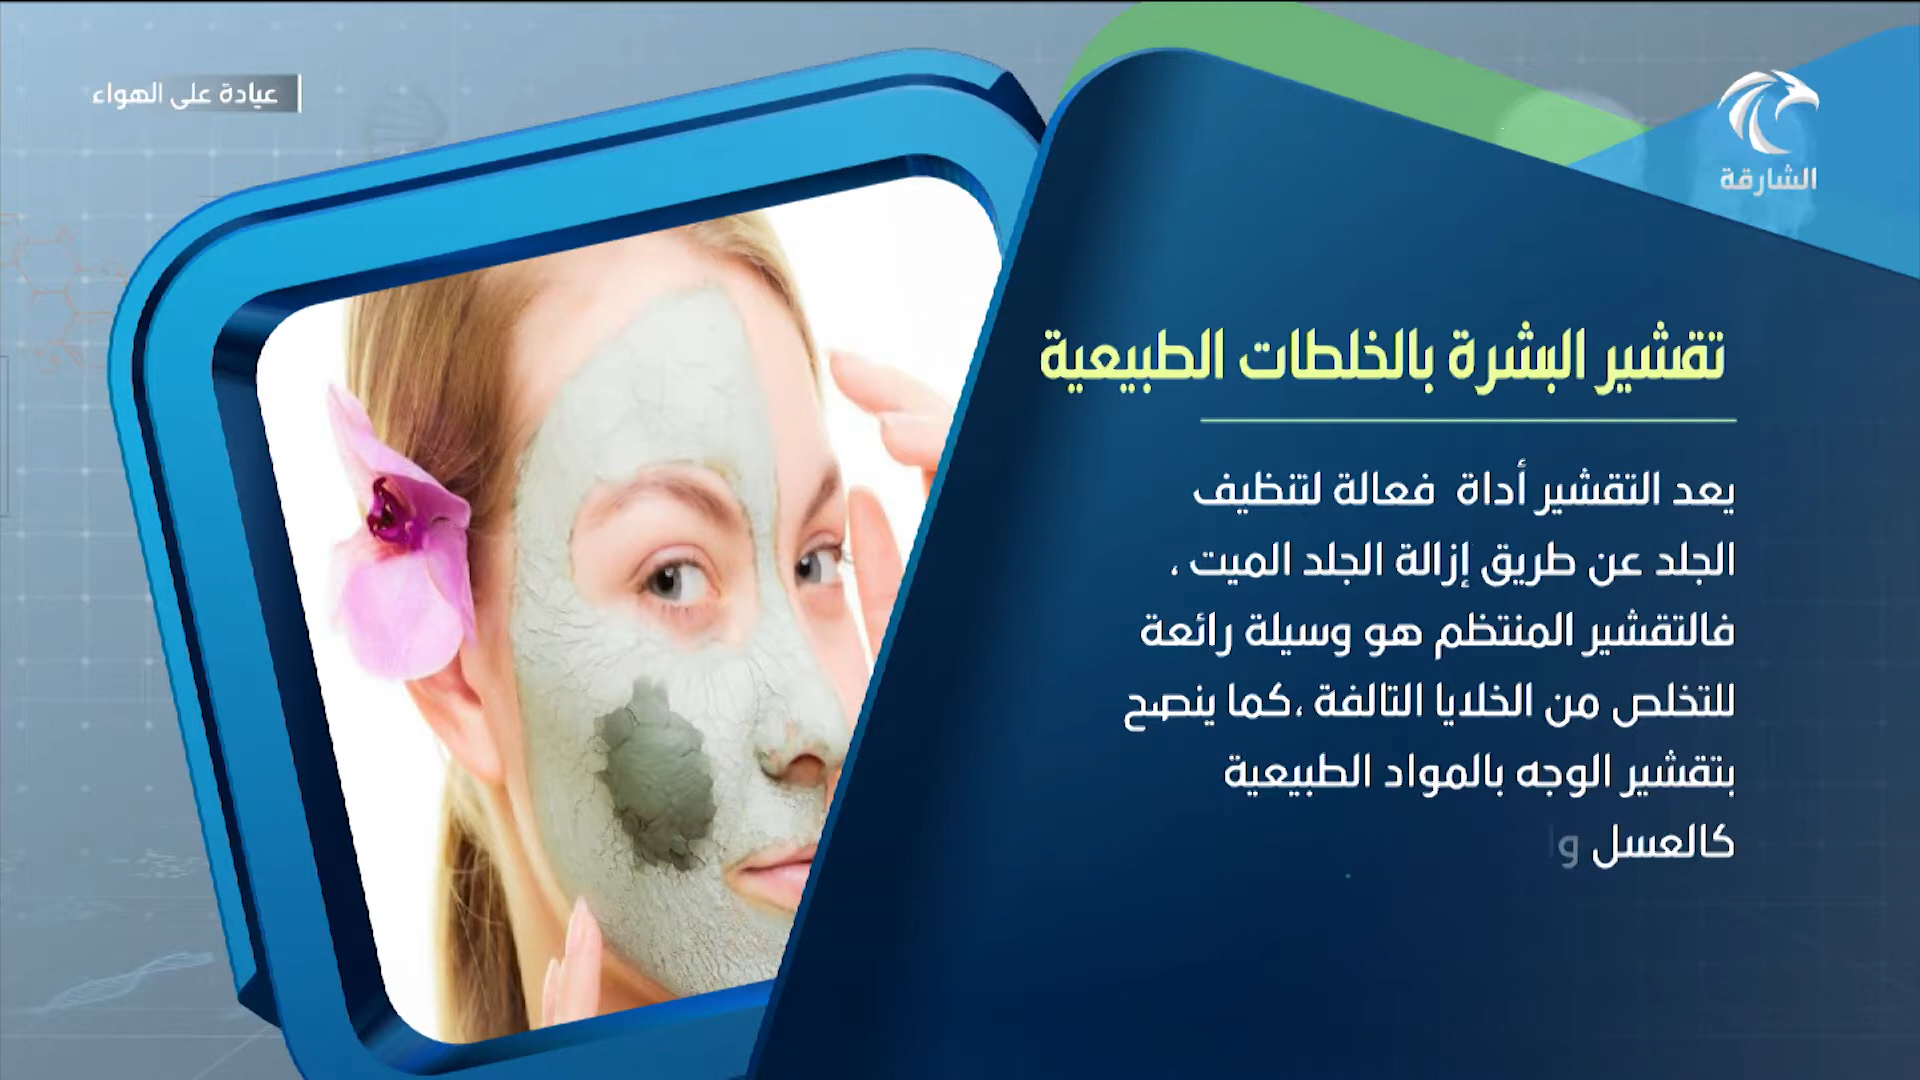 عيادة على الهواء
الشارقة
تقشير البشرة بالخلطات الطبيعية
يعد التقشير أداة فعالة لتنظيف
الجلد عن طريق إزالة الجلد الميت ،
فالتقشير المنتظم هو وسيلة رائعة
للتخلص من الخلايا التالفة ،كما ينصح
بتقشير الوجه بالمواد الطبيعية
كالعسل